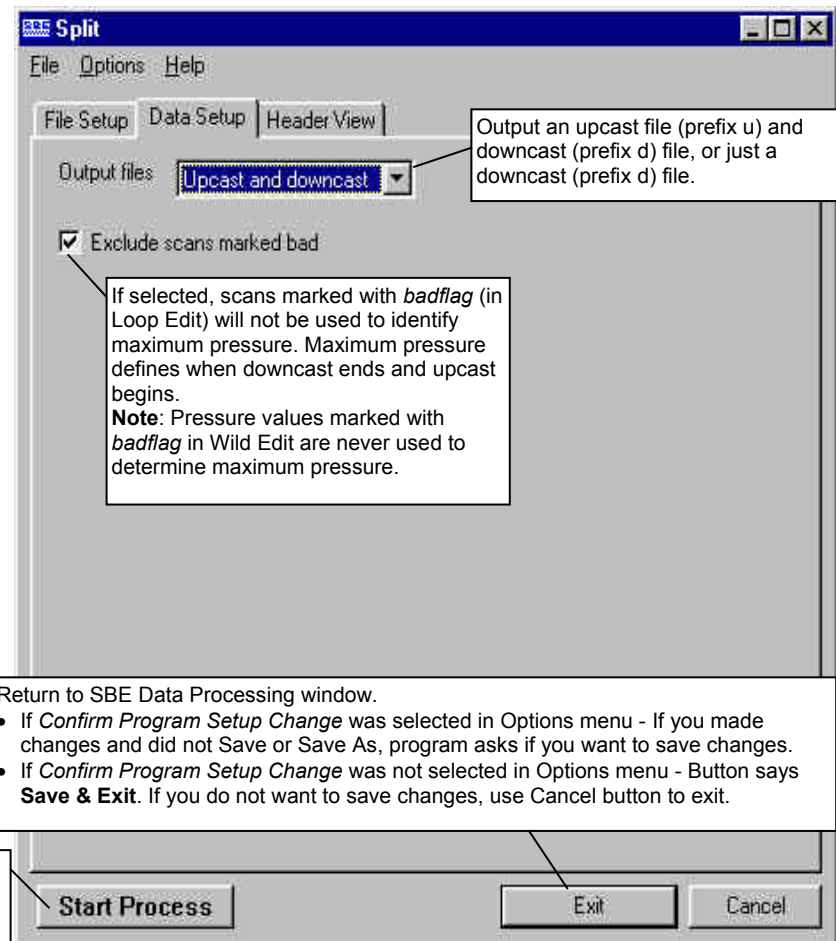 SBE Split
File Options Help
File Setup Data Setup Header View
Output an upcast file (prefix u) and
downcast (prefix d) file, or just a
downcast (prefix d) file.
Output files Upcast and downcast
Exclude scans marked bad
If selected, scans marked with badflag (in
Loop Edit) will not be used to identify
maximum pressure. Maximum pressure
defines when downcast ends and upcast
begins.
Note: Pressure values marked with
badflag in Wild Edit are never used to
determine maximum pressure.
Return to SBE Data Processing window.
• If Confirm Program Setup Change was selected in Options menu - If you made
changes and did not Save or Save As, program asks if you want to save changes.
• If Confirm Program Setup Change was not selected in Options menu - Button says
Save & Exit. If you do not want to save changes, use Cancel button to exit.
Start Process Exit Cancel